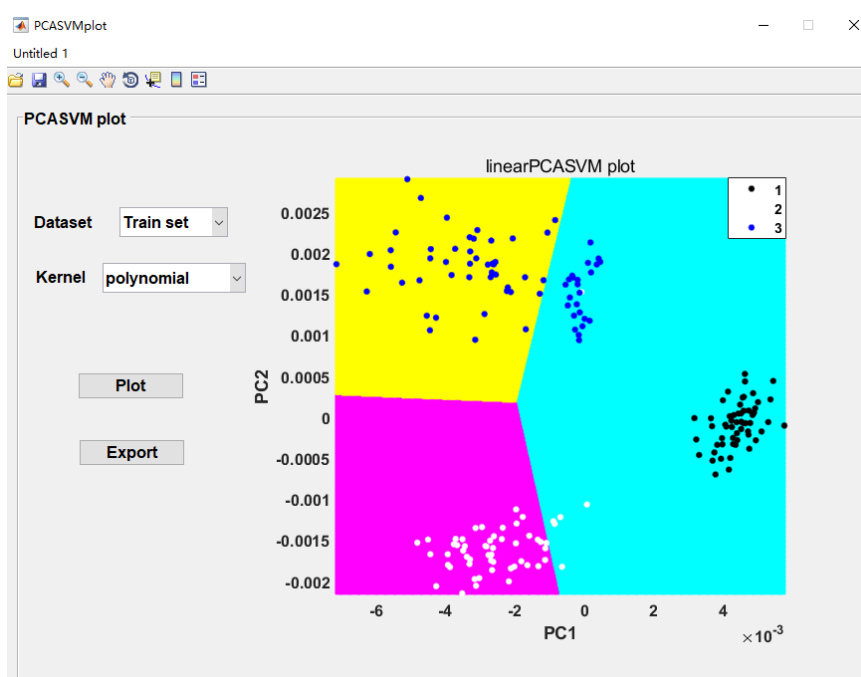 PCASVMplot
Untitled 1
PCASVM plot
linearPCASVM plot
Dataset
Train set
Kernel
polynomial
Plot
Export
PC2
0.0025
0.002
0.0015
0.001
0.0005
0
-0.0005
-0.001
-0.0015
-0.002
1
2
3
-6 -4 -2 0 2 4
PC1
×10-3